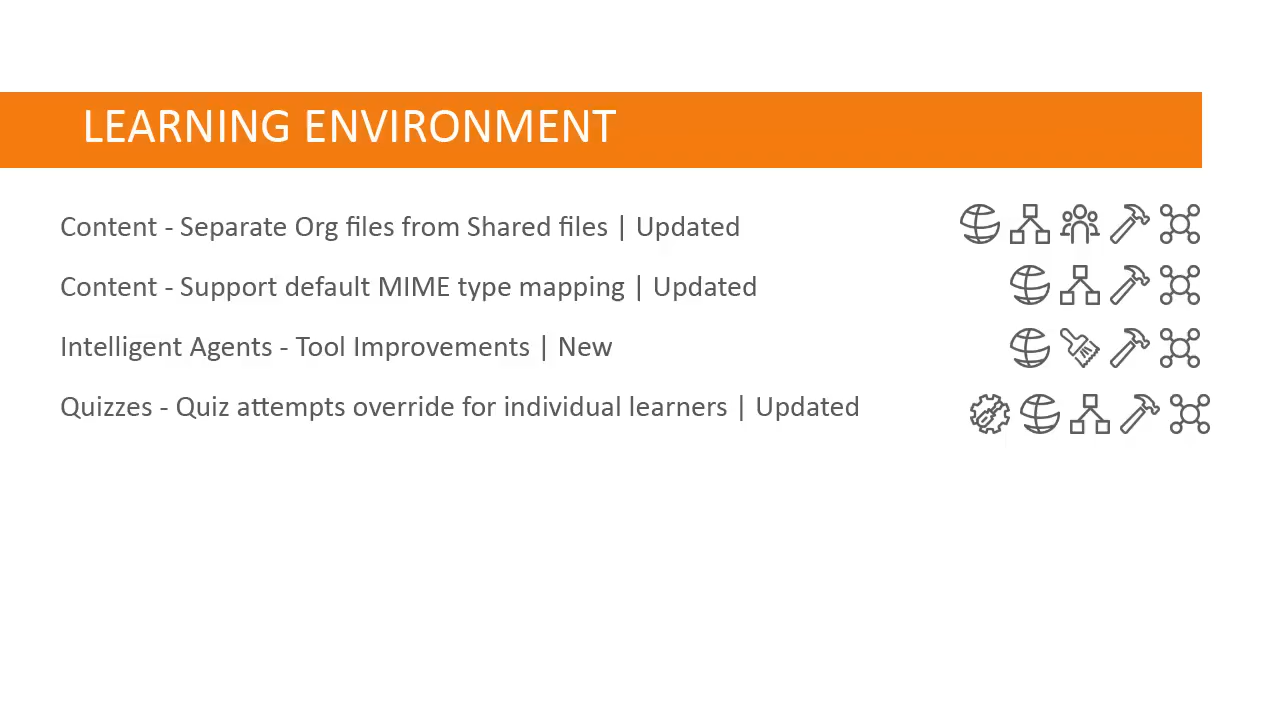 LEARNING ENVIRONMENT
Content - Separate Org files from Shared files | Updated
Content - Support default MIME type mapping | Updated
Intelligent Agents - Tool Improvements | New
Quizzes - Quiz attempts override for individual learners | Updated